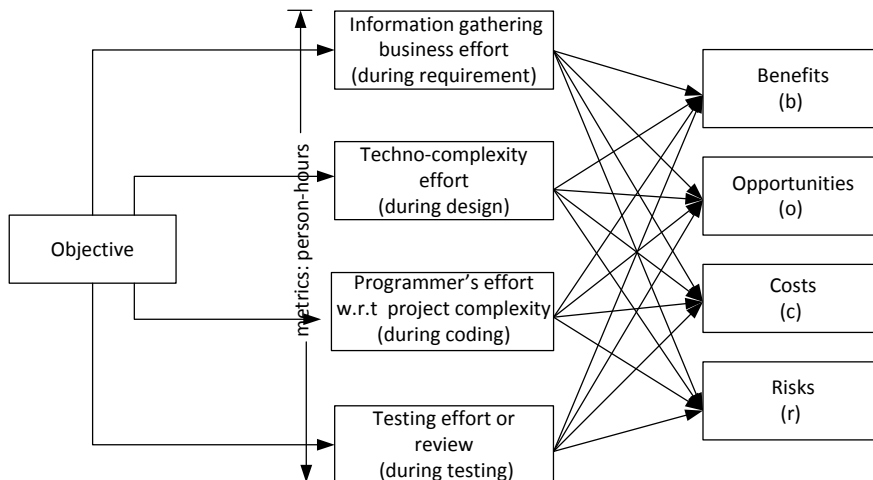 Objective
metrics: person-hours
Information gathering
business effort
(during requirement)
Techno-complexity
effort
(during design)
Programmer's effort
w.r.t project complexity
(during coding)
Testing effort or
review
(during testing)
Benefits
(b)
Opportunities
(o)
Costs
(c)
Risks
(r)